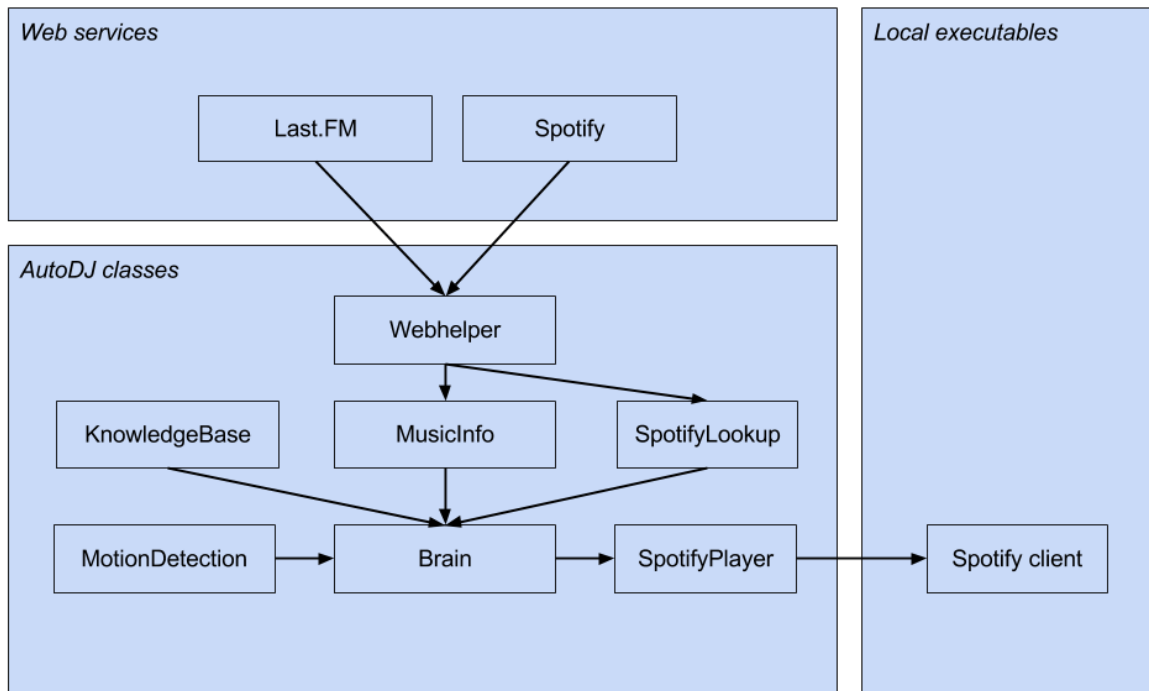 Web services
Local executables
Last.FM
Spotify
AutoDJ classes
Webhelper
KnowledgeBase
MusicInfo
SpotifyLookup
MotionDetection
Brain
SpotifyPlayer
Spotify client